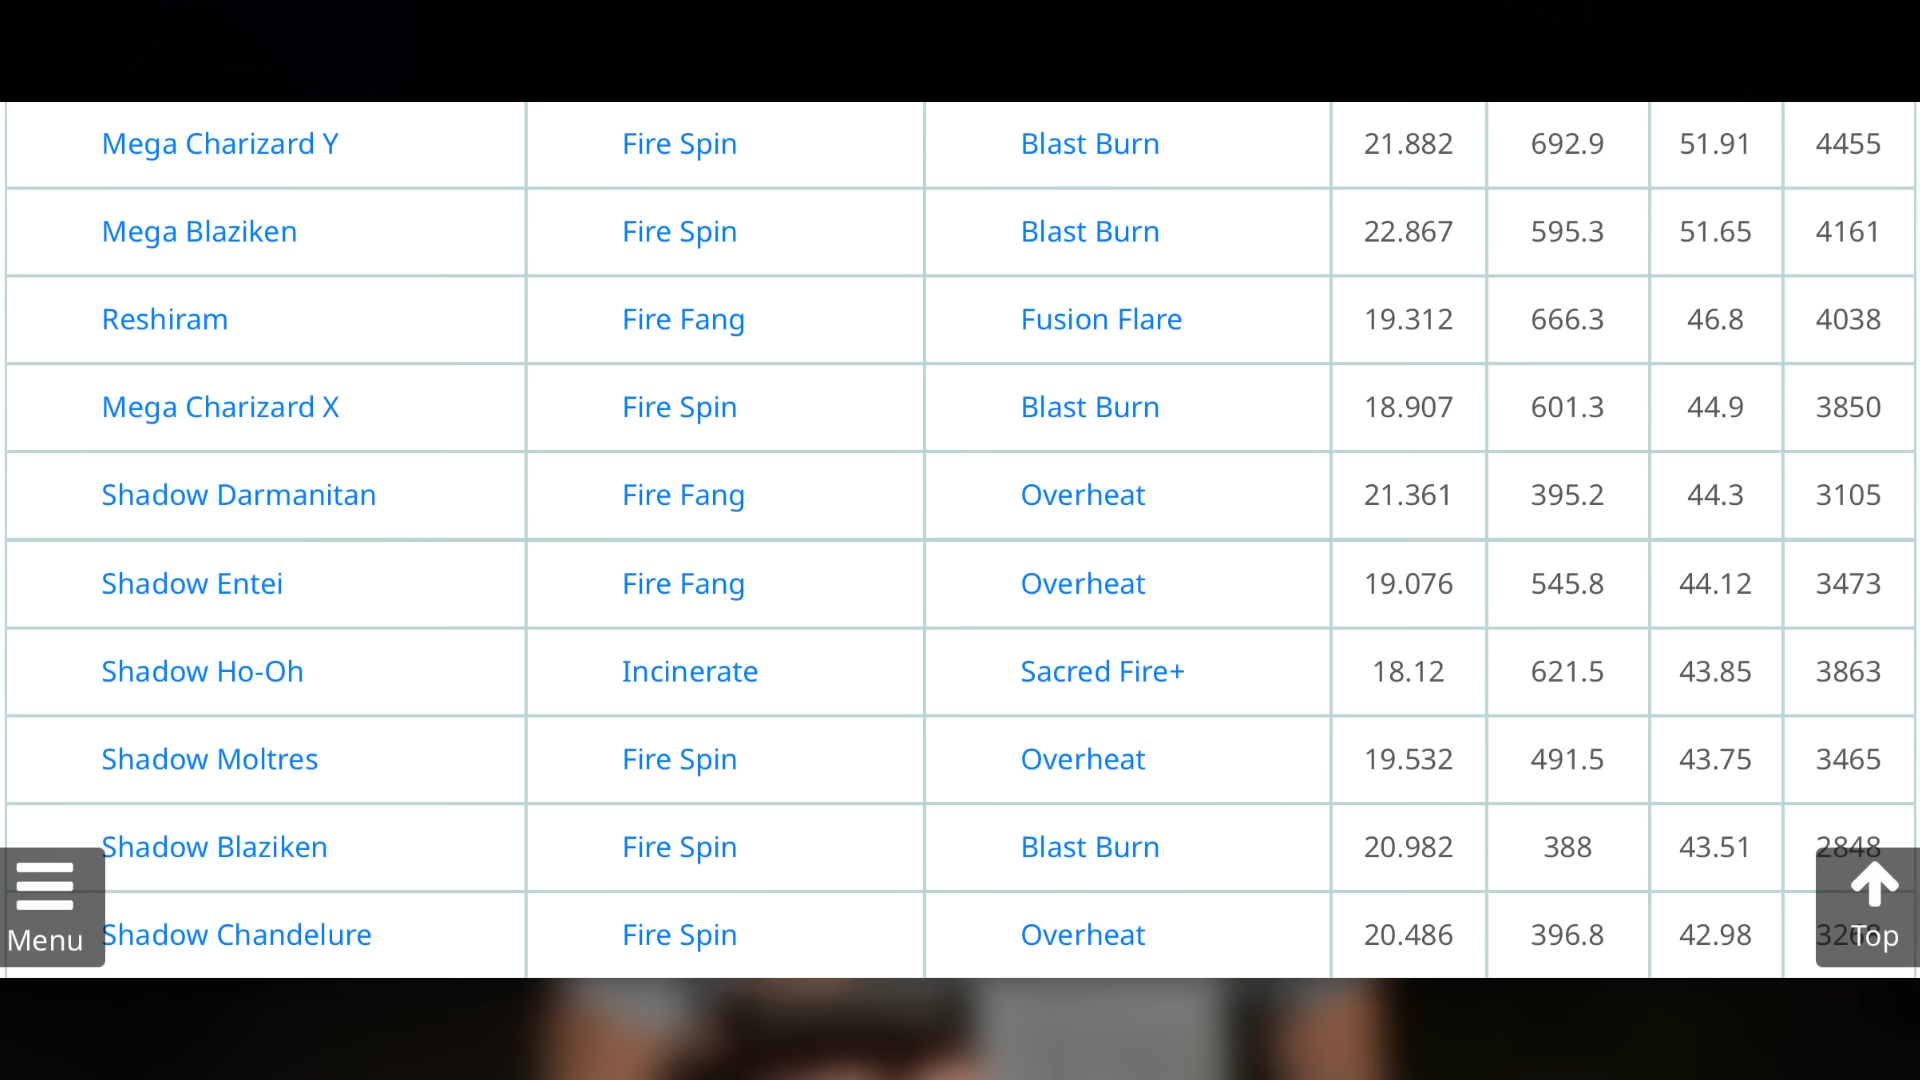 Mega Charizard Y Fire Spin Blast Burn 21.882 692.9 51.91 4455
Mega Blaziken Fire Spin Blast Burn 22.867 595.3 51.65 4161
Reshiram Fire Fang Fusion Flare 19.312 666.3 46.8 4038
Mega Charizard X Fire Spin Blast Burn 18.907 601.3 44.9 3850
Shadow Darmanitan Fire Fang Overheat 21.361 395.2 44.3 3105
Shadow Entei Fire Fang Overheat 19.076 545.8 44.12 3473
Shadow Ho-Oh Incinerate Sacred Fire+ 18.12 621.5 43.85 3863
Shadow Moltres Fire Spin Overheat 19.532 491.5 43.75 3465
Shadow Blaziken Fire Spin Blast Burn 20.982 388 43.51 2848
Shadow Chandelure Fire Spin Overheat 20.486 396.8 42.98
Menu
Top